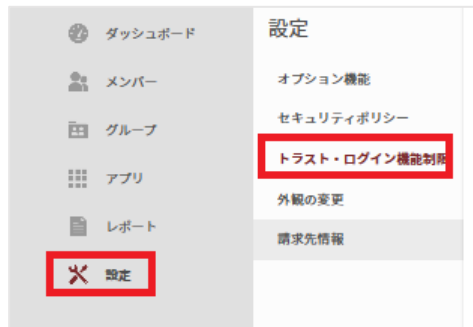 ダッシュボード
メンバー
グループ
アプリ
レポート
設定
設定
オプション機能
セキュリティポリシー
トラスト・ログイン機能制限
外観の変更
請求先情報